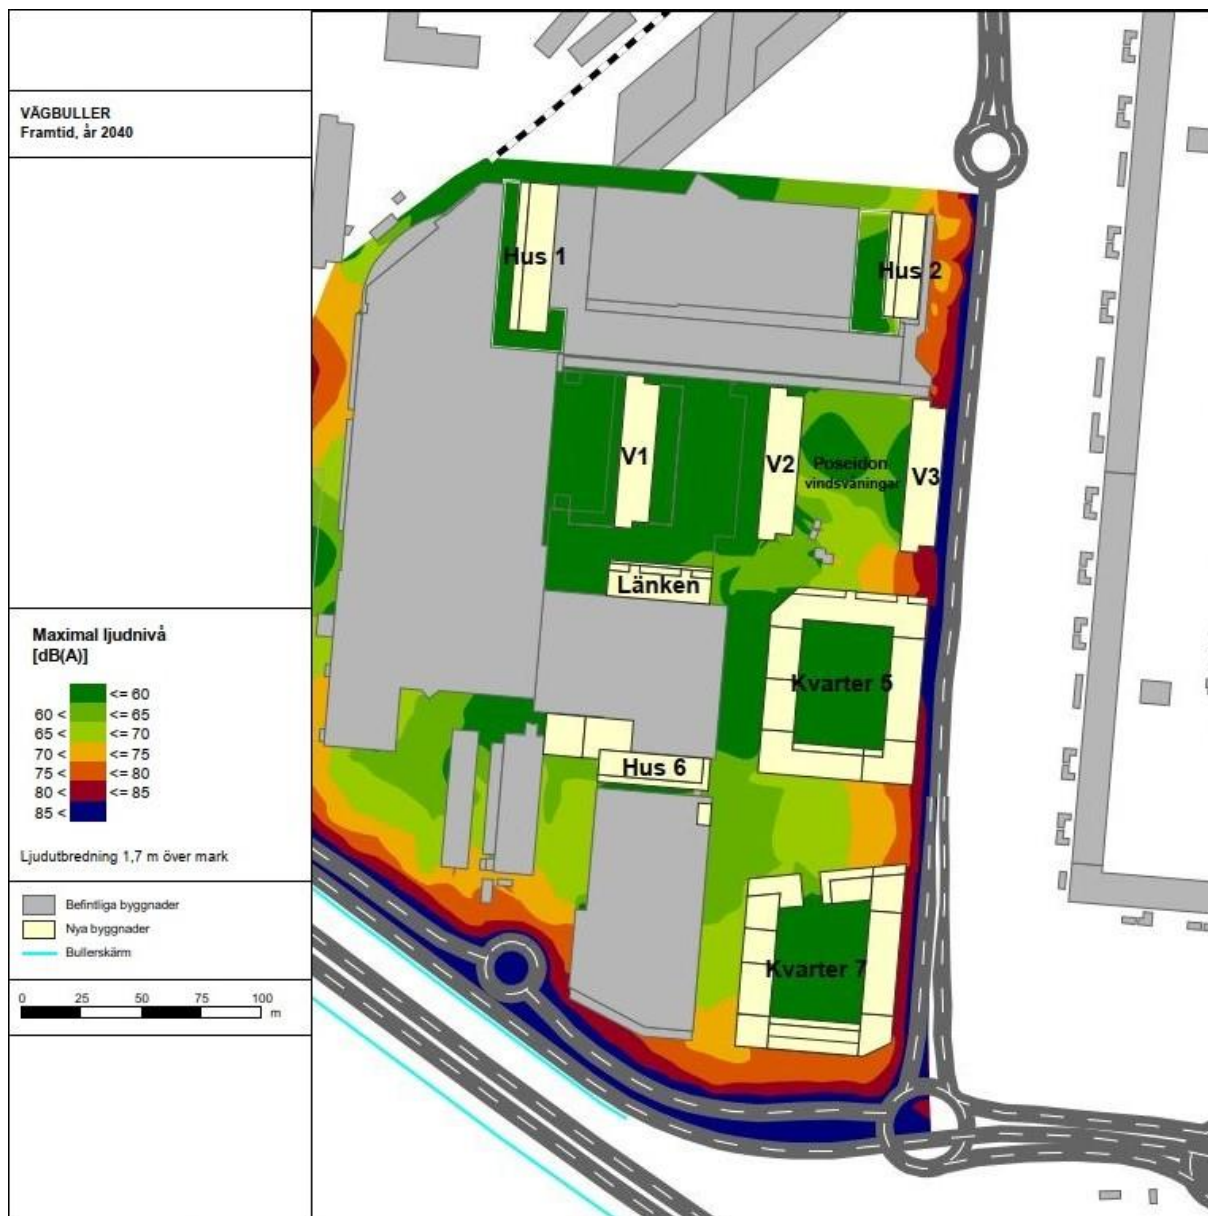 VÄGBULLER
Framtid, år 2040
Maximal ljudnivå
[dB(A)]
<= 60
60 < <= 65
65 < <= 70
70 < <= 75
75 < <= 80
80 < <= 85
85 <
Ljudutbredning 1,7 m över mark
Befintliga byggnader
Nya byggnader
Bullerskärm
0 25 50 75 100
m
Hus 1
Hus 2
V1
V2
Poseidon
vindsvåningar
V3
Länken
Kvarter 5
Hus 6
Kvarter 7